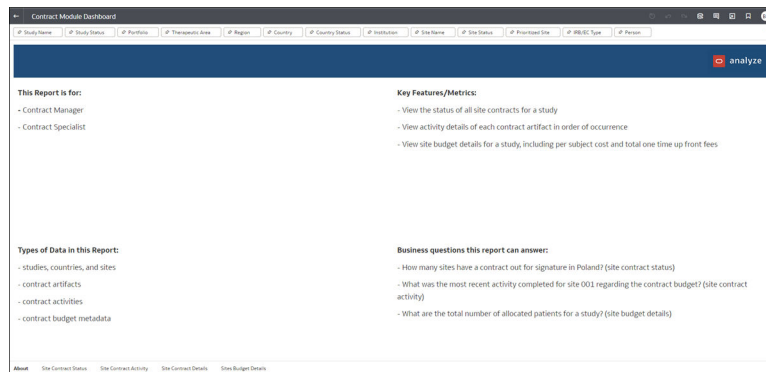 Contract Module Dashboard
Study Name
Study Status
Portfolio
Therapeutic Area
Region
Country
Country Status
Institution
Site Name
Site Status
Prioritized Site
IRB/EC Type
Person
analyze
This Report is for:
- Contract Manager
- Contract Specialist
Key Features/Metrics:
- View the status of all site contracts for a study
- View activity details of each contract artifact in order of occurrence
- View site budget details for a study, including per subject cost and total one time up front fees
Types of Data in this Report:
- studies, countries, and sites
- contract artifacts
- contract activities
- contract budget metadata
Business questions this report can answer:
- How many sites have a contract out for signature in Poland? (site contract status)
- What was the most recent activity completed for site 001 regarding the contract budget? (site contract
activity)
- What are the total number of allocated patients for a study? (site budget details)
About
Site Contract Status
Site Contract Activity
Site Contract Details
Sites Budget Details